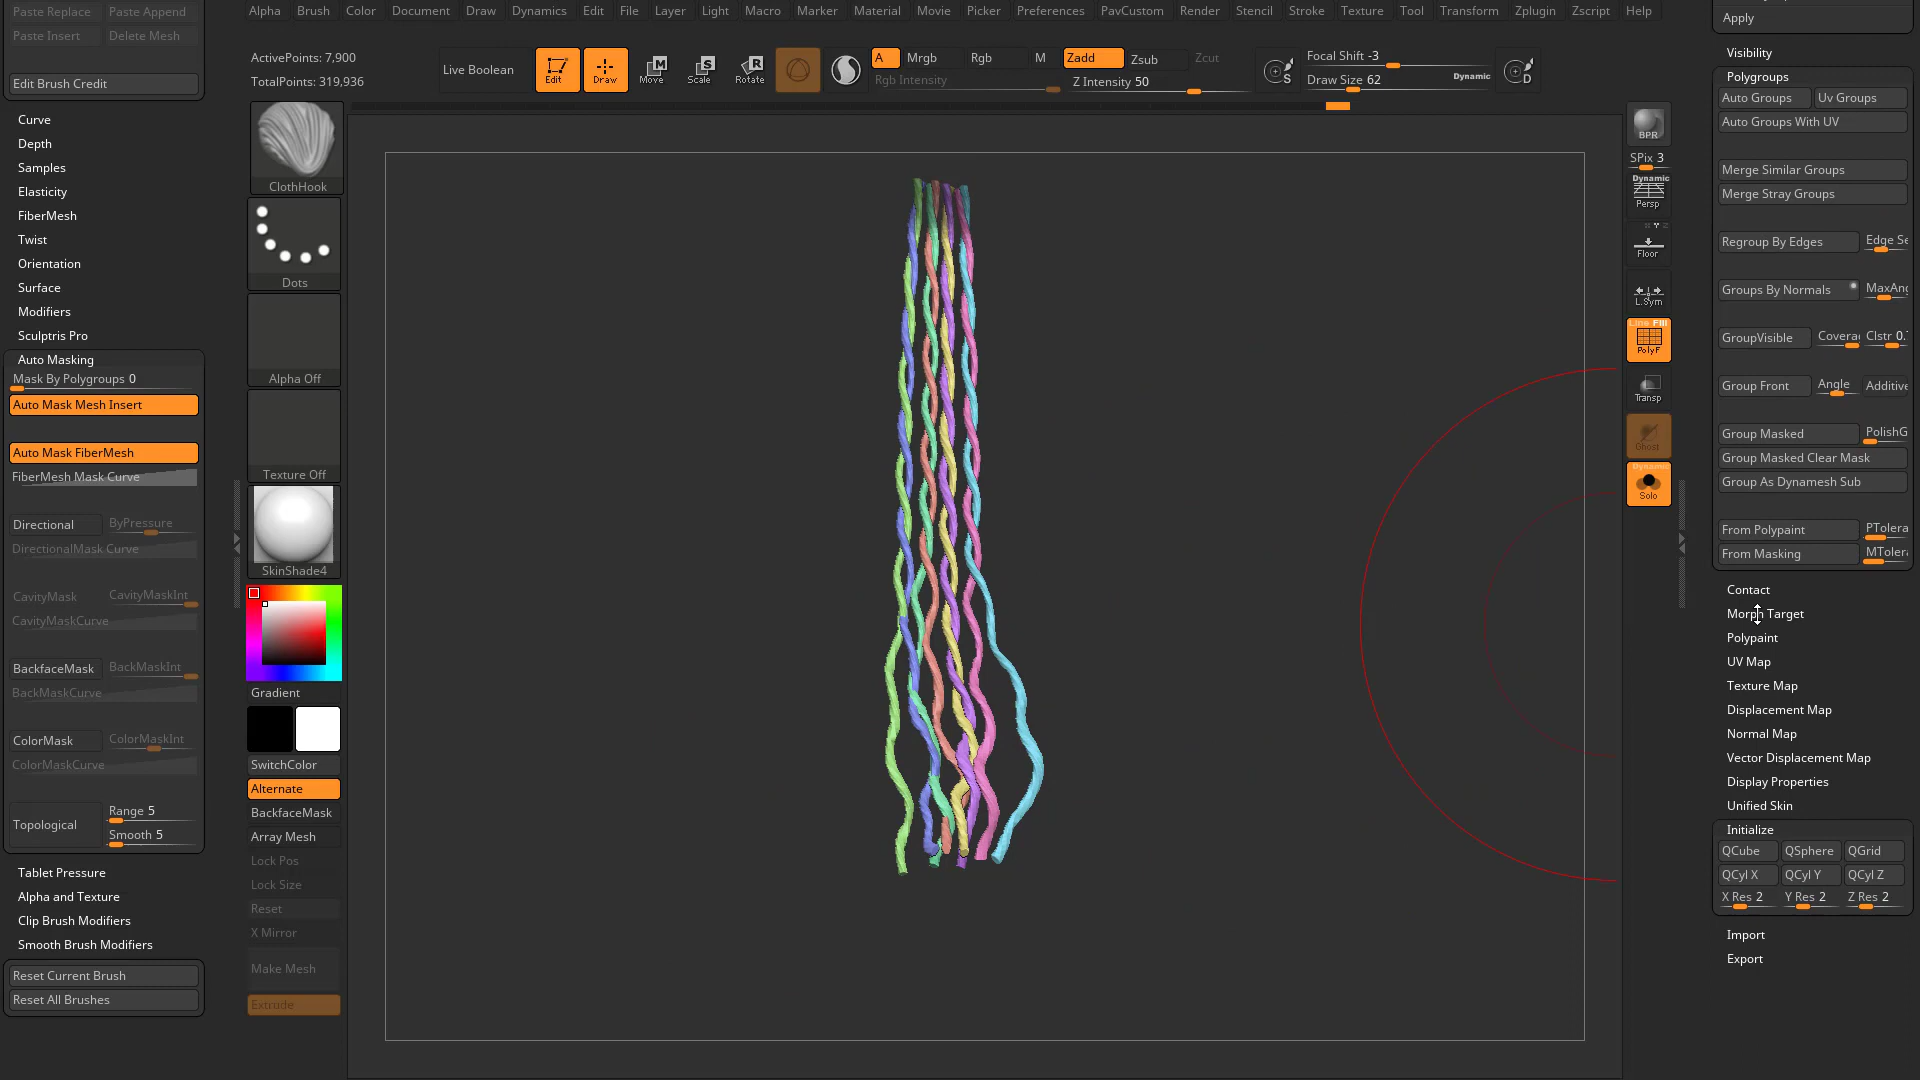 Alpha Brush Color Document Draw Dynamics Edit File Layer Light Macro Marker Material Movie Picker Preferences PavCustom Render Stencil Stroke Texture Tool Transform Zplugin Zscript Help
Paste Replace Paste Append
Paste Insert Delete Mesh
Edit Brush Credit
Curve
Depth
Samples
Elasticity
FiberMesh
Twist
Orientation
Surface
Modifiers
Sculptris Pro
Auto Masking
Mask By Polygroups 0
Auto Mask Mesh Insert
Auto Mask FiberMesh
FiberMesh Mask Curve
Directional ByPressure
DirectionalMask Curve
CavityMask CavityMaskInt
CavityMaskCurve
BackfaceMask BackMaskInt
BackMaskCurve
ColorMask ColorMaskInt
ColorMaskCurve
Topological Range 5
Smooth 5
Tablet Pressure
Alpha and Texture
Clip Brush Modifiers
Smooth Brush Modifiers
Reset Current Brush
Reset All Brushes
ActivePoints: 7,900
TotalPoints: 319,936
Live Boolean
Edit
Draw
M
Move
S
Scale
R
Rotate
A Mrgb Rgb M
Rgb Intensity
Zadd Zsub Zcut
Z Intensity 50
S
Focal Shift -3
Draw Size 62 Dynamic
D
ClothHook
Dots
Alpha Off
Texture Off
SkinShade4
Gradient
SwitchColor
Alternate
BackfaceMask
Array Mesh
Lock Pos
Lock Size
Reset
X Mirror
Make Mesh
Extrude
BPR
SPix 3
Dynamic
Persp
Floor
L.Sym
Line Fill
PolyF
Transp
Ghost
Dynamic
Solo
Apply
Visibility
Polygroups
Auto Groups Uv Groups
Auto Groups With UV
Merge Similar Groups
Merge Stray Groups
Regroup By Edges Edge Se
Groups By Normals MaxAng
GroupVisible Covera Clstr 0.
Group Front Angle Additive
Group Masked PolishG
Group Masked Clear Mask
Group As Dynamesh Sub
From Polypaint PTolera
From Masking MTolera
Contact
Morph Target
Polypaint
UV Map
Texture Map
Displacement Map
Normal Map
Vector Displacement Map
Display Properties
Unified Skin
Initialize
QCube QSphere QGrid
QCyl X QCyl Y QCyl Z
X Res 2 Y Res 2 Z Res 2
Import
Export